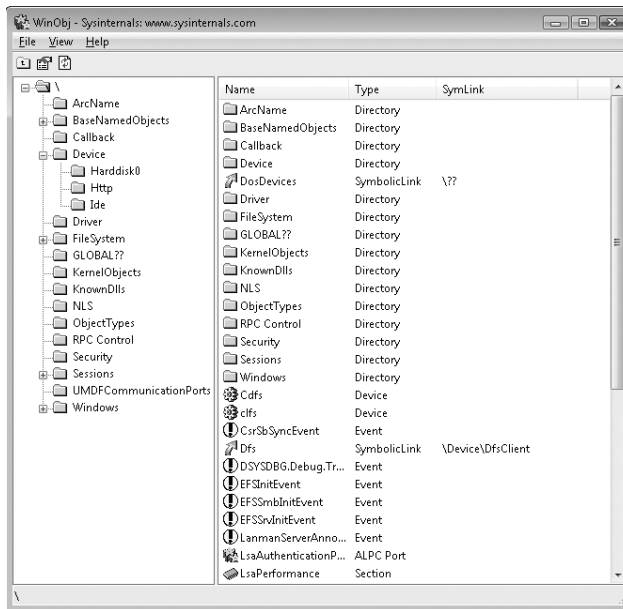 WinObj - Sysinternals: www.sysinternals.com
File View Help
\
ArcName
BaseNamedObjects
Callback
Device
Harddisk0
Http
Ide
Driver
FileSystem
GLOBAL??
KernelObjects
KnownDlls
NLS
ObjectTypes
RPC Control
Security
Sessions
UMDFCommunicationPorts
Windows
Name Type SymLink
ArcName Directory
BaseNamedObjects Directory
Callback Directory
Device Directory
DosDevices SymbolicLink \??
Driver Directory
FileSystem Directory
GLOBAL?? Directory
KernelObjects Directory
KnownDlls Directory
NLS Directory
ObjectTypes Directory
RPC Control Directory
Security Directory
Sessions Directory
Windows Directory
Cdfs Device
clfs Device
CsrSbSyncEvent Event
Dfs SymbolicLink \Device\DfsClient
DSYSDBG.Debug.Tr... Event
EFSInitEvent Event
EFSSmbInitEvent Event
EFSSrvInitEvent Event
LanmanServerAnno... Event
LsaAuthenticationP... ALPC Port
LsaPerformance Section
\